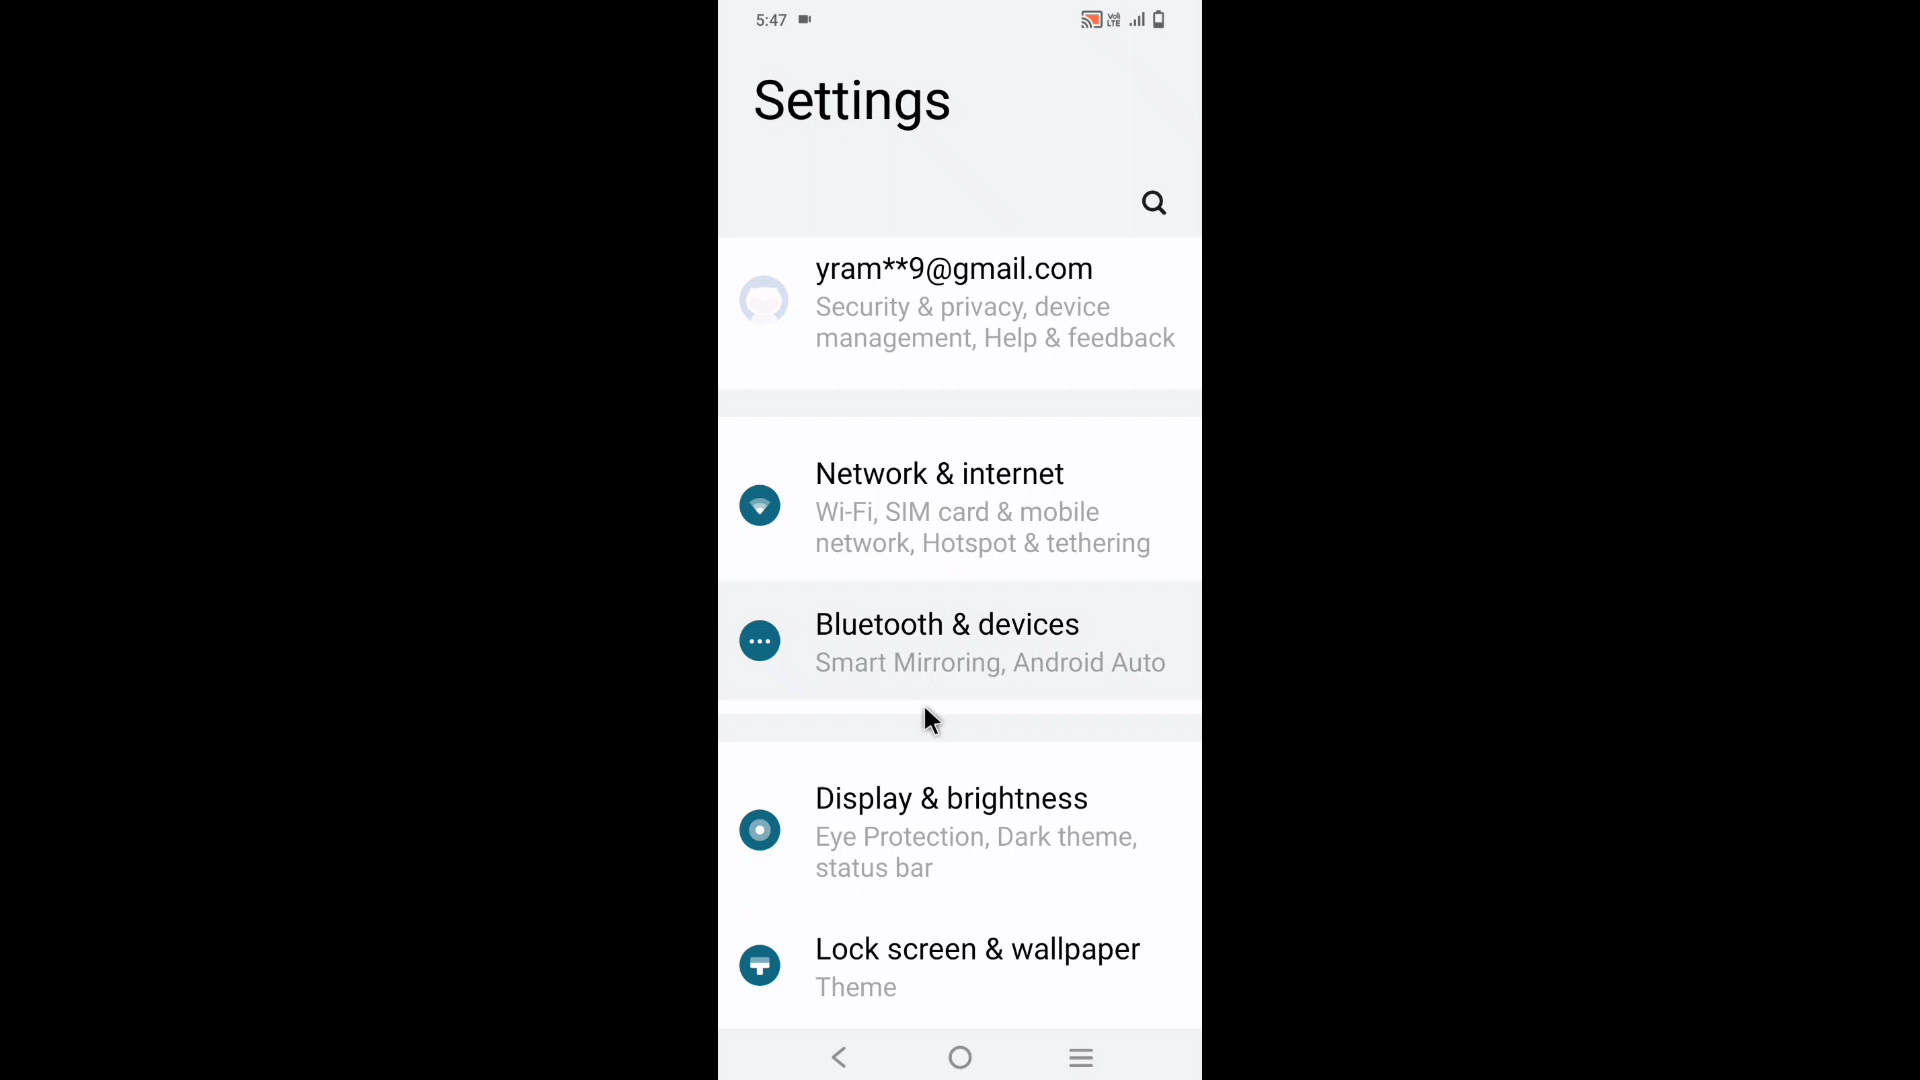 5:47
Vo) LTE
Settings
yram**9@gmail.com
Security & privacy, device
management, Help & feedback
Network & internet
Wi-Fi, SIM card & mobile
network, Hotspot & tethering
Bluetooth & devices
Smart Mirroring, Android Auto
Display & brightness
Eye Protection, Dark theme,
status bar
Lock screen & wallpaper
Theme